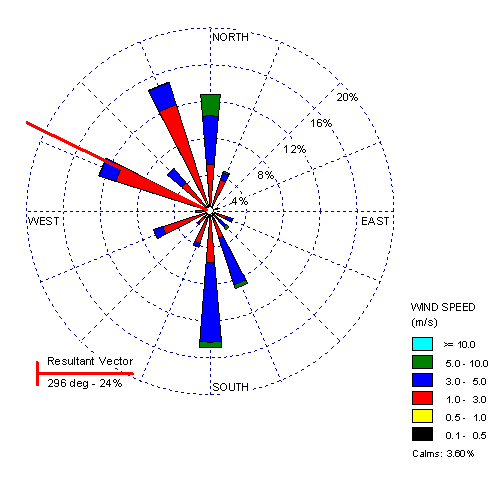 NORTH
20%
16%
12%
8%
4%
WEST
EAST
SOUTH
WIND SPEED
(m/s)
>= 10.0
5.0 - 10.0
3.0 - 5.0
1.0 - 3.0
0.5 - 1.0
0.1 - 0.5
Calms: 3.60%
Resultant Vector
296 deg - 24%